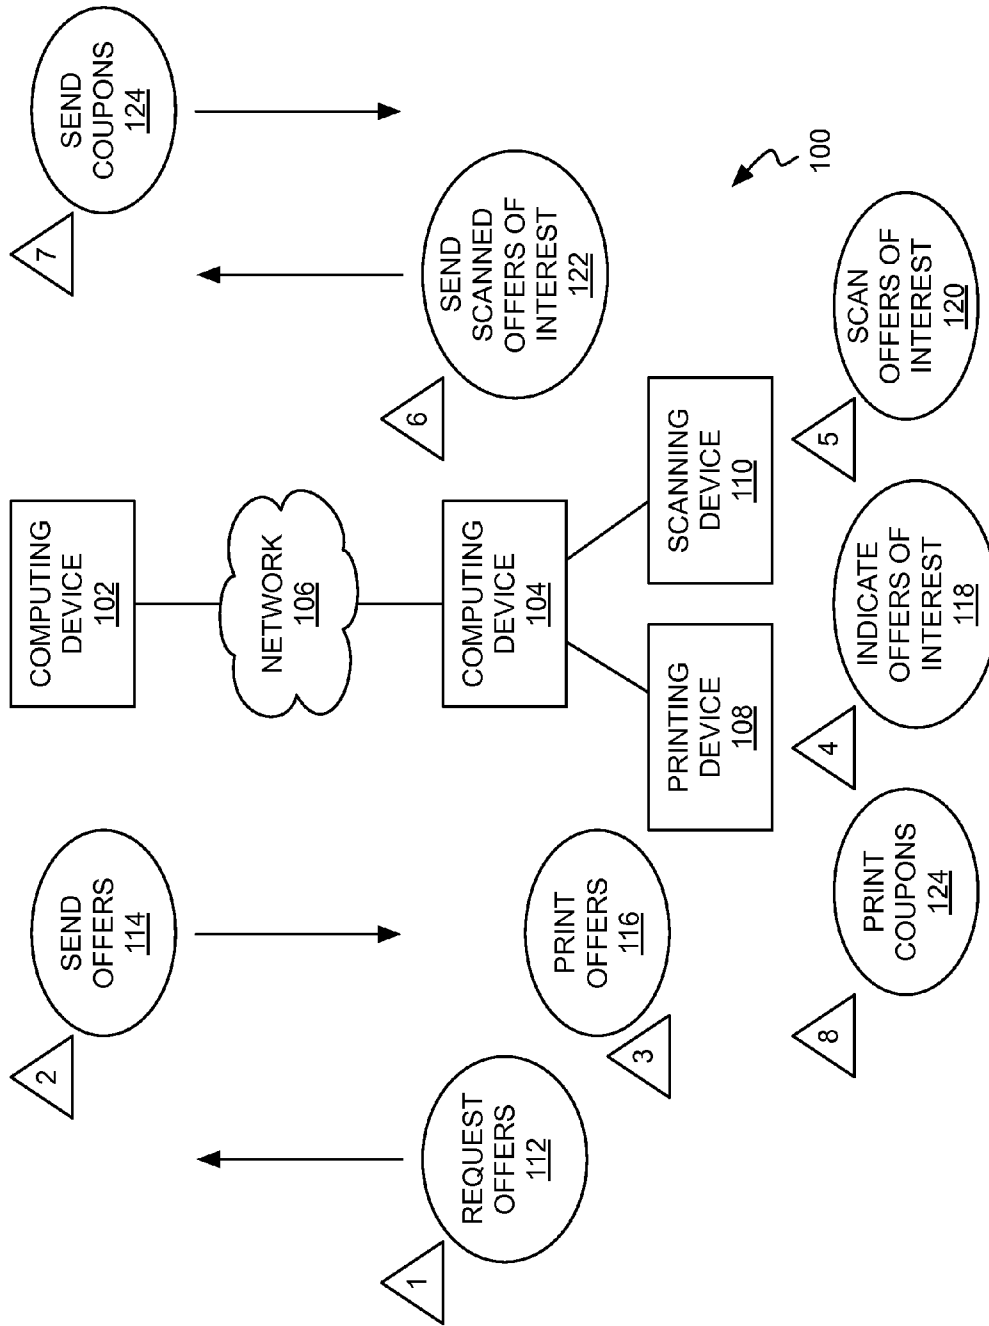 2
SEND
OFFERS
114
COMPUTING
DEVICE
102
7
SEND
COUPONS
124
NETWORK
106
1
REQUEST
OFFERS
112
COMPUTING
DEVICE
104
6
SEND
SCANNED
OFFERS OF
INTEREST
122
3
PRINT
OFFERS
116
PRINTING
DEVICE
108
SCANNING
DEVICE
110
100
8
PRINT
COUPONS
124
4
INDICATE
OFFERS OF
INTEREST
118
5
SCAN
OFFERS OF
INTEREST
120